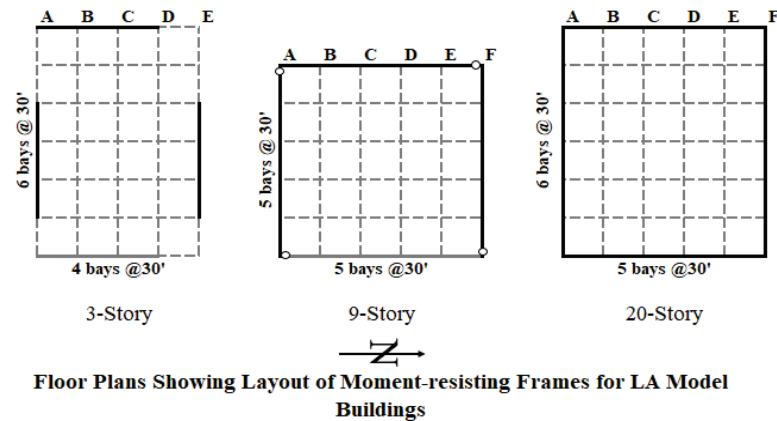 A B C D E
6 bays @ 30'
4 bays @30'
3-Story
A B C D E F
5 bays @ 30'
5 bays @30'
9-Story
A B C D E F
6 bays @ 30'
5 bays @30'
20-Story
N
Floor Plans Showing Layout of Moment-resisting Frames for LA Model
Buildings